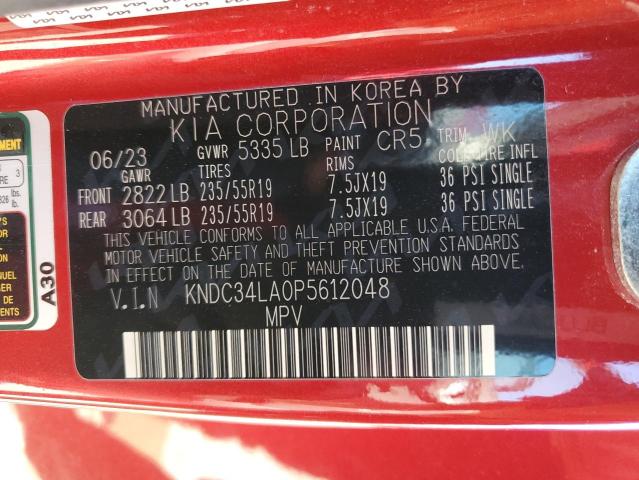 MANUFACTURED IN KOREA BY
KIA CORPORATION
06/23 GVWR 5335 LB PAINT CR5 TRIM WK
GAWR TIRES RIMS COLD TIRE INFL
FRONT 2822 LB 235/55R19 7.5JX19 36 PSI SINGLE
REAR 3064 LB 235/55R19 7.5JX19 36 PSI SINGLE
THIS VEHICLE CONFORMS TO ALL APPLICABLE U.S.A. FEDERAL
MOTOR VEHICLE SAFETY AND THEFT PREVENTION STANDARDS
IN EFFECT ON THE DATE OF MANUFACTURE SHOWN ABOVE.
V.I.N KNDC34LA0P5612048
MPV
A30
3
lbs.